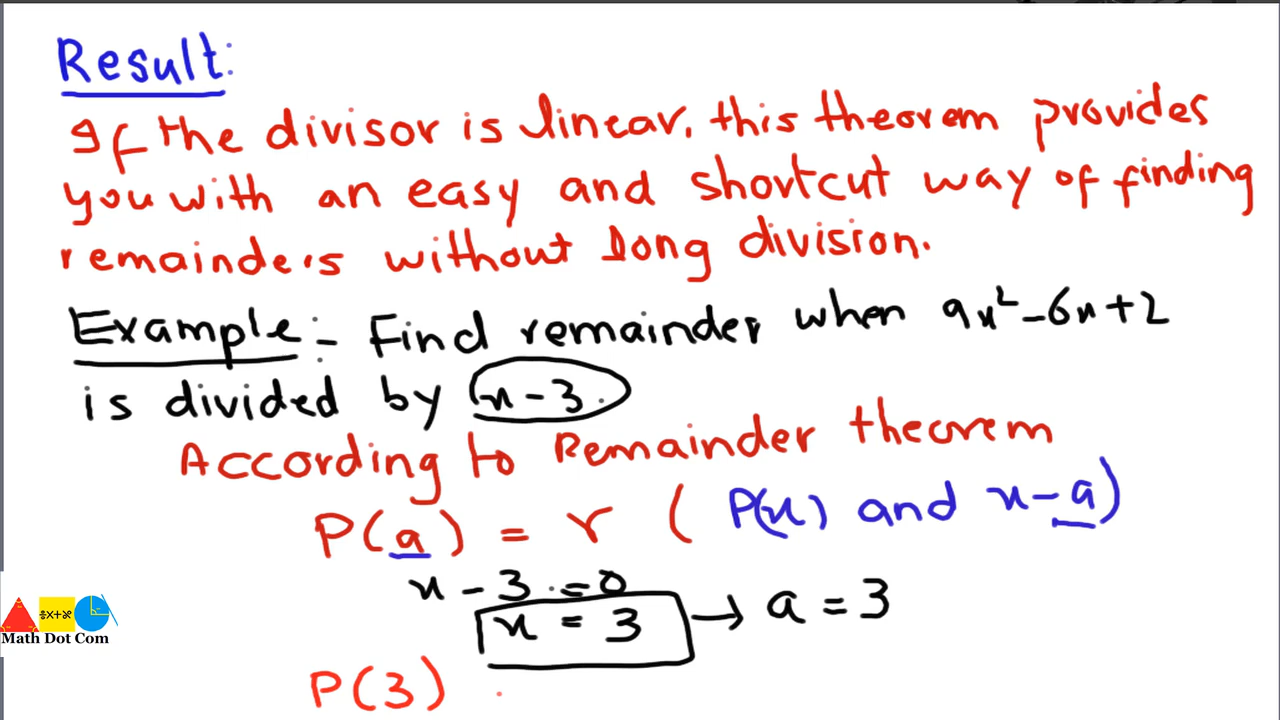 Result:
If the divisor is linear, this theorem provides
you with an easy and shortcut way of finding
remainders without long division.
Example:- Find remainder when 9x²-6x+2
is divided by x-3.
According to Remainder theorem
P(a) = r ( P(x) and x-a)
x-3=0
x = 3 → a =3
P(3)
Math Dot Com